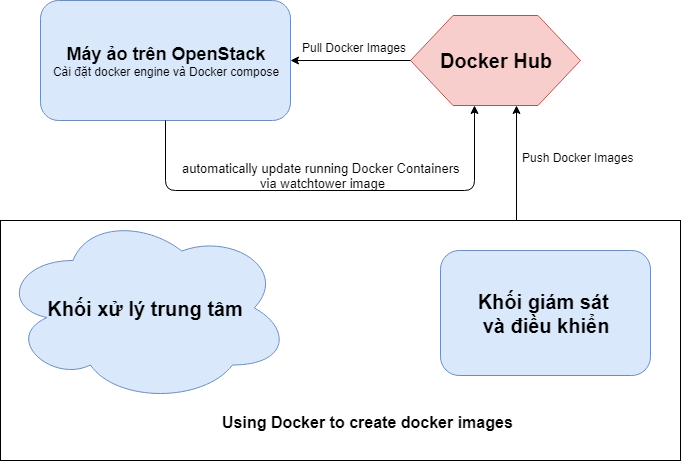 Máy ảo trên OpenStack
Cài đặt docker engine và Docker compose
Pull Docker Images
Docker Hub
automatically update running Docker Containers
via watchtower image
Push Docker Images
Khối xử lý trung tâm
Khối giám sát
và điều khiển
Using Docker to create docker images